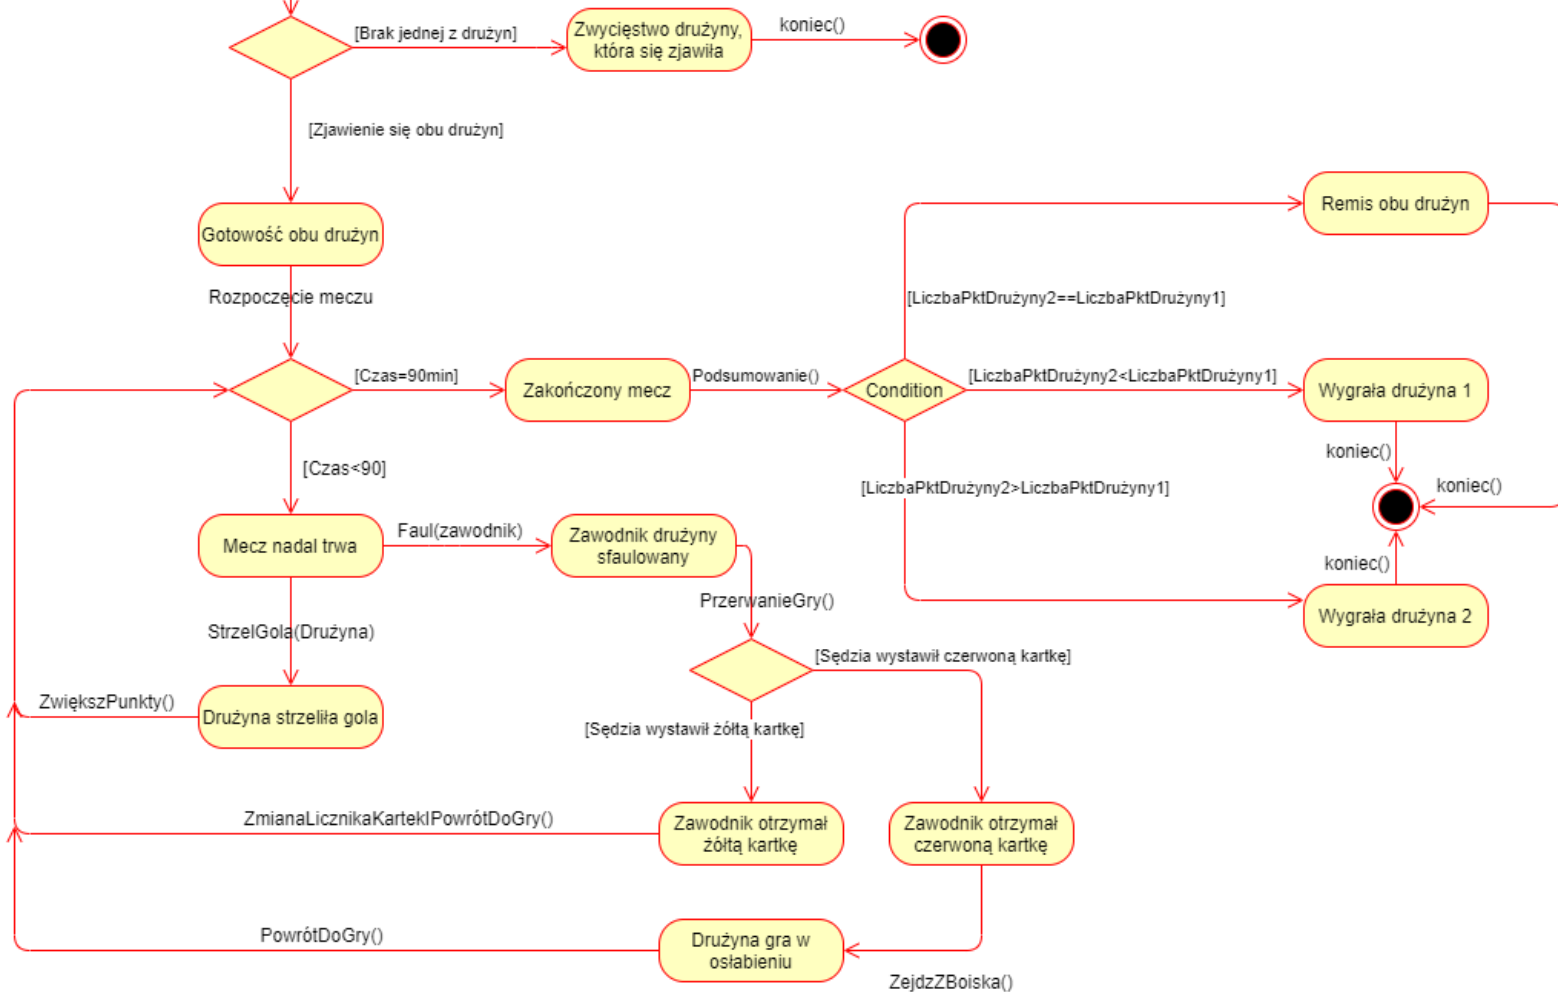 [Brak jednej z drużyn]
Zwycięstwo drużyny,
która się zjawiła
koniec()
[Zjawienie się obu drużyn]
Gotowość obu drużyn
Remis obu drużyn
Rozpoczęcie meczu
[LiczbaPktDrużyny2==LiczbaPktDrużyny1]
[Czas=90min]
Zakończony mecz
Podsumowanie()
Condition
[LiczbaPktDrużyny2<LiczbaPktDrużyny1]
Wygrała drużyna 1
koniec()
[Czas<90]
[LiczbaPktDrużyny2>LiczbaPktDrużyny1]
koniec()
Mecz nadal trwa
Faul(zawodnik)
Zawodnik drużyny
sfaulowany
koniec()
PrzerwanieGry()
Wygrała drużyna 2
StrzelGola(Drużyna)
[Sędzia wystawił czerwoną kartkę]
ZwiększPunkty()
Drużyna strzeliła gola
[Sędzia wystawił żółtą kartkę]
ZmianaLicznikaKartekIPowrótDoGry()
Zawodnik otrzymał
żółtą kartkę
Zawodnik otrzymał
czerwoną kartkę
PowrótDoGry()
Drużyna gra w
osłabieniu
ZejdzZBoiska()